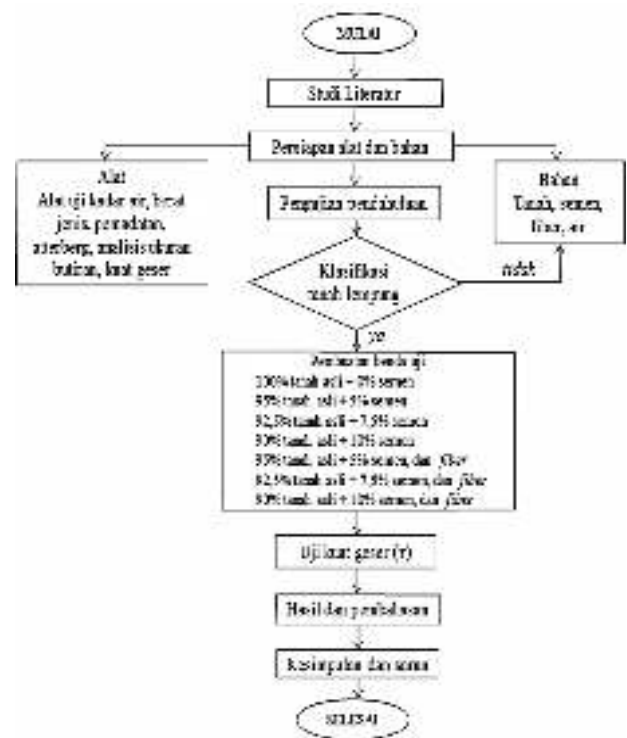 MULAI
Studi Literatur
Persiapan alat dan bahan
Alat
Alat uji kadar air, berat
jenis, pemadatan,
atterberg, analisis ukuran
butiran, kuat geser
Bahan
Tanah, semen,
fiber, air
Pengujian pendahuluan
Klasifikasi
tanah lempung
tidak
ya
Pembuatan benda uji
100% tanah asli + 0% semen
95% tanah asli + 5% semen
92,5% tanah asli + 7,5% semen
90% tanah asli + 10% semen
95% tanah asli + 5% semen, dan fiber
92,5% tanah asli + 7,5% semen, dan fiber
90% tanah asli + 10% semen, dan fiber
Uji kuat geser (τ)
Hasil dan pembahasan
Kesimpulan dan saran
SELESAI